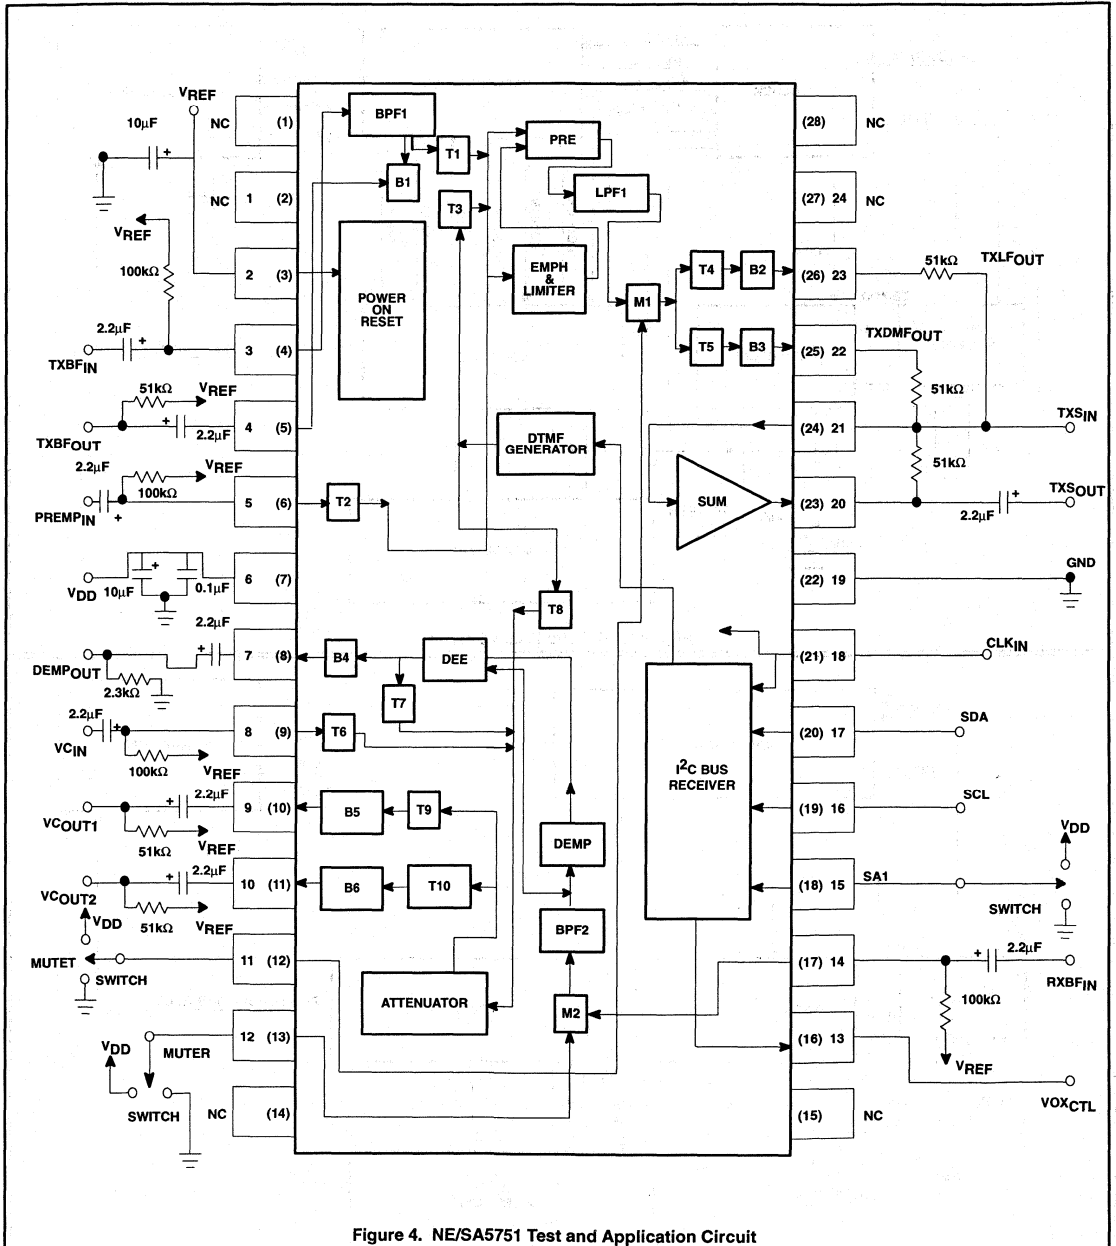 VREF
10µF
+
NC
(1)
BPF1
T1
B1
PRE
(28)
NC
NC
1 (2)
T3
LPF1
(27) 24
NC
VREF
100kΩ
2 (3)
POWER ON RESET
EMPH & LIMITER
M1
T4
B2
(26) 23
51kΩ
TXLFOUT
2.2µF
+
TXBFIN
3 (4)
T5
B3
(25) 22
TXDMFOUT
51kΩ
51kΩ
VREF
+
2.2µF
TXBFOUT
4 (5)
DTMF GENERATOR
(24) 21
TXSIN
51kΩ
2.2µF
VREF
100kΩ
+
PREMPIN
5 (6)
T2
SUM
(23) 20
+
2.2µF
TXSOUT
VDD
10µF
+
0.1µF
6 (7)
T8
(22) 19
GND
2.2µF
+
DEMPOUT
2.3kΩ
7 (8)
B4
DEE
T7
(21) 18
CLKIN
2.2µF
+
VCIN
100kΩ
VREF
8 (9)
T6
I2C BUS RECEIVER
(20) 17
SDA
2.2µF
+
VCOUT1
51kΩ
VREF
9 (10)
B5
T9
DEMP
(19) 16
SCL
2.2µF
+
VCOUT2
51kΩ
VREF
10 (11)
B6
T10
BPF2
(18) 15
SA1
VDD
SWITCH
VDD
MUTET
SWITCH
11 (12)
ATTENUATOR
M2
(17) 14
+
2.2µF
RXBFIN
100kΩ
VREF
VDD
MUTER
SWITCH
12 (13)
(16) 13
VOXCTL
NC
(14)
(15)
NC
Figure 4. NE/SA5751 Test and Application Circuit